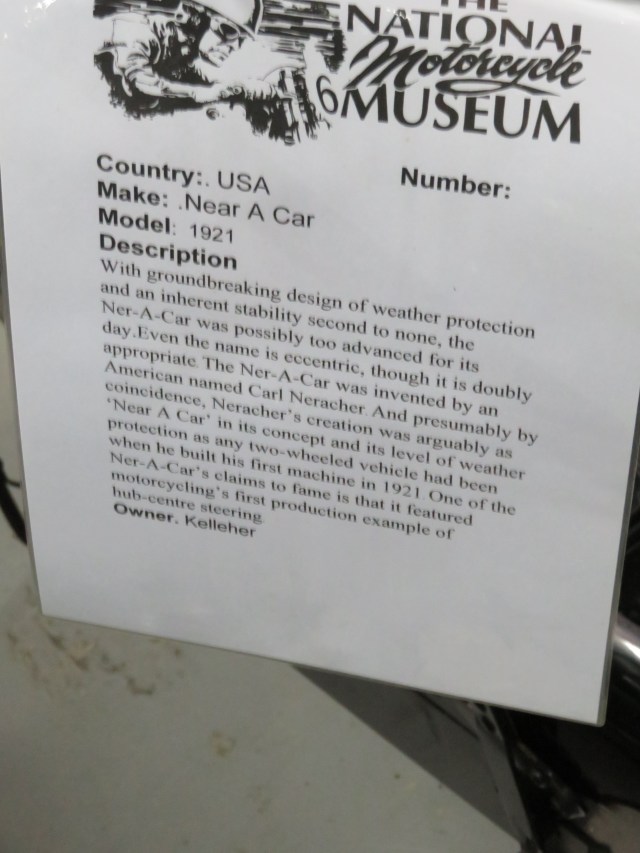 THE
NATIONAL
Motorcycle
6
MUSEUM
Country:. USA
Number:
Make: .Near A Car
Model: 1921
Description
With groundbreaking design of weather protection
and an inherent stability second to none, the
Ner-A-Car was possibly too advanced for its
day.Even the name is eccentric, though it is doubly
appropriate. The Ner-A-Car was invented by an
American named Carl Neracher. And presumably by
coincidence, Neracher's creation was arguably as
'Near A Car' in its concept and its level of weather
protection as any two-wheeled vehicle had been
when he built his first machine in 1921. One of the
Ner-A-Car's claims to fame is that it featured
motorcycling's first production example of
hub-centre steering
Owner. Kelleher